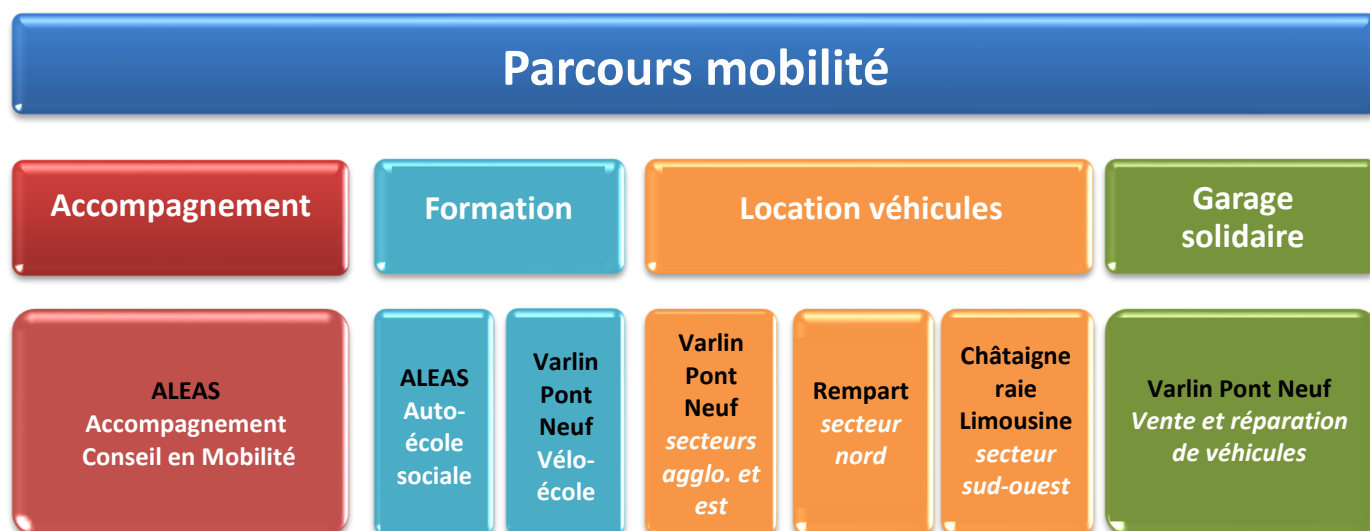 Parcours mobilité
Accompagnement
Formation
Location véhicules
Garage
solidaire
ALEAS
Accompagnement
Conseil en Mobilité
ALEAS
Auto-
école
sociale
Varlin
Pont
Neuf
Vélo-
école
Varlin
Pont
Neuf
secteurs
agglo. et
est
Rempart
secteur
nord
Châtaigne
raie
Limousine
secteur
sud-ouest
Varlin Pont Neuf
Vente et réparation
de véhicules